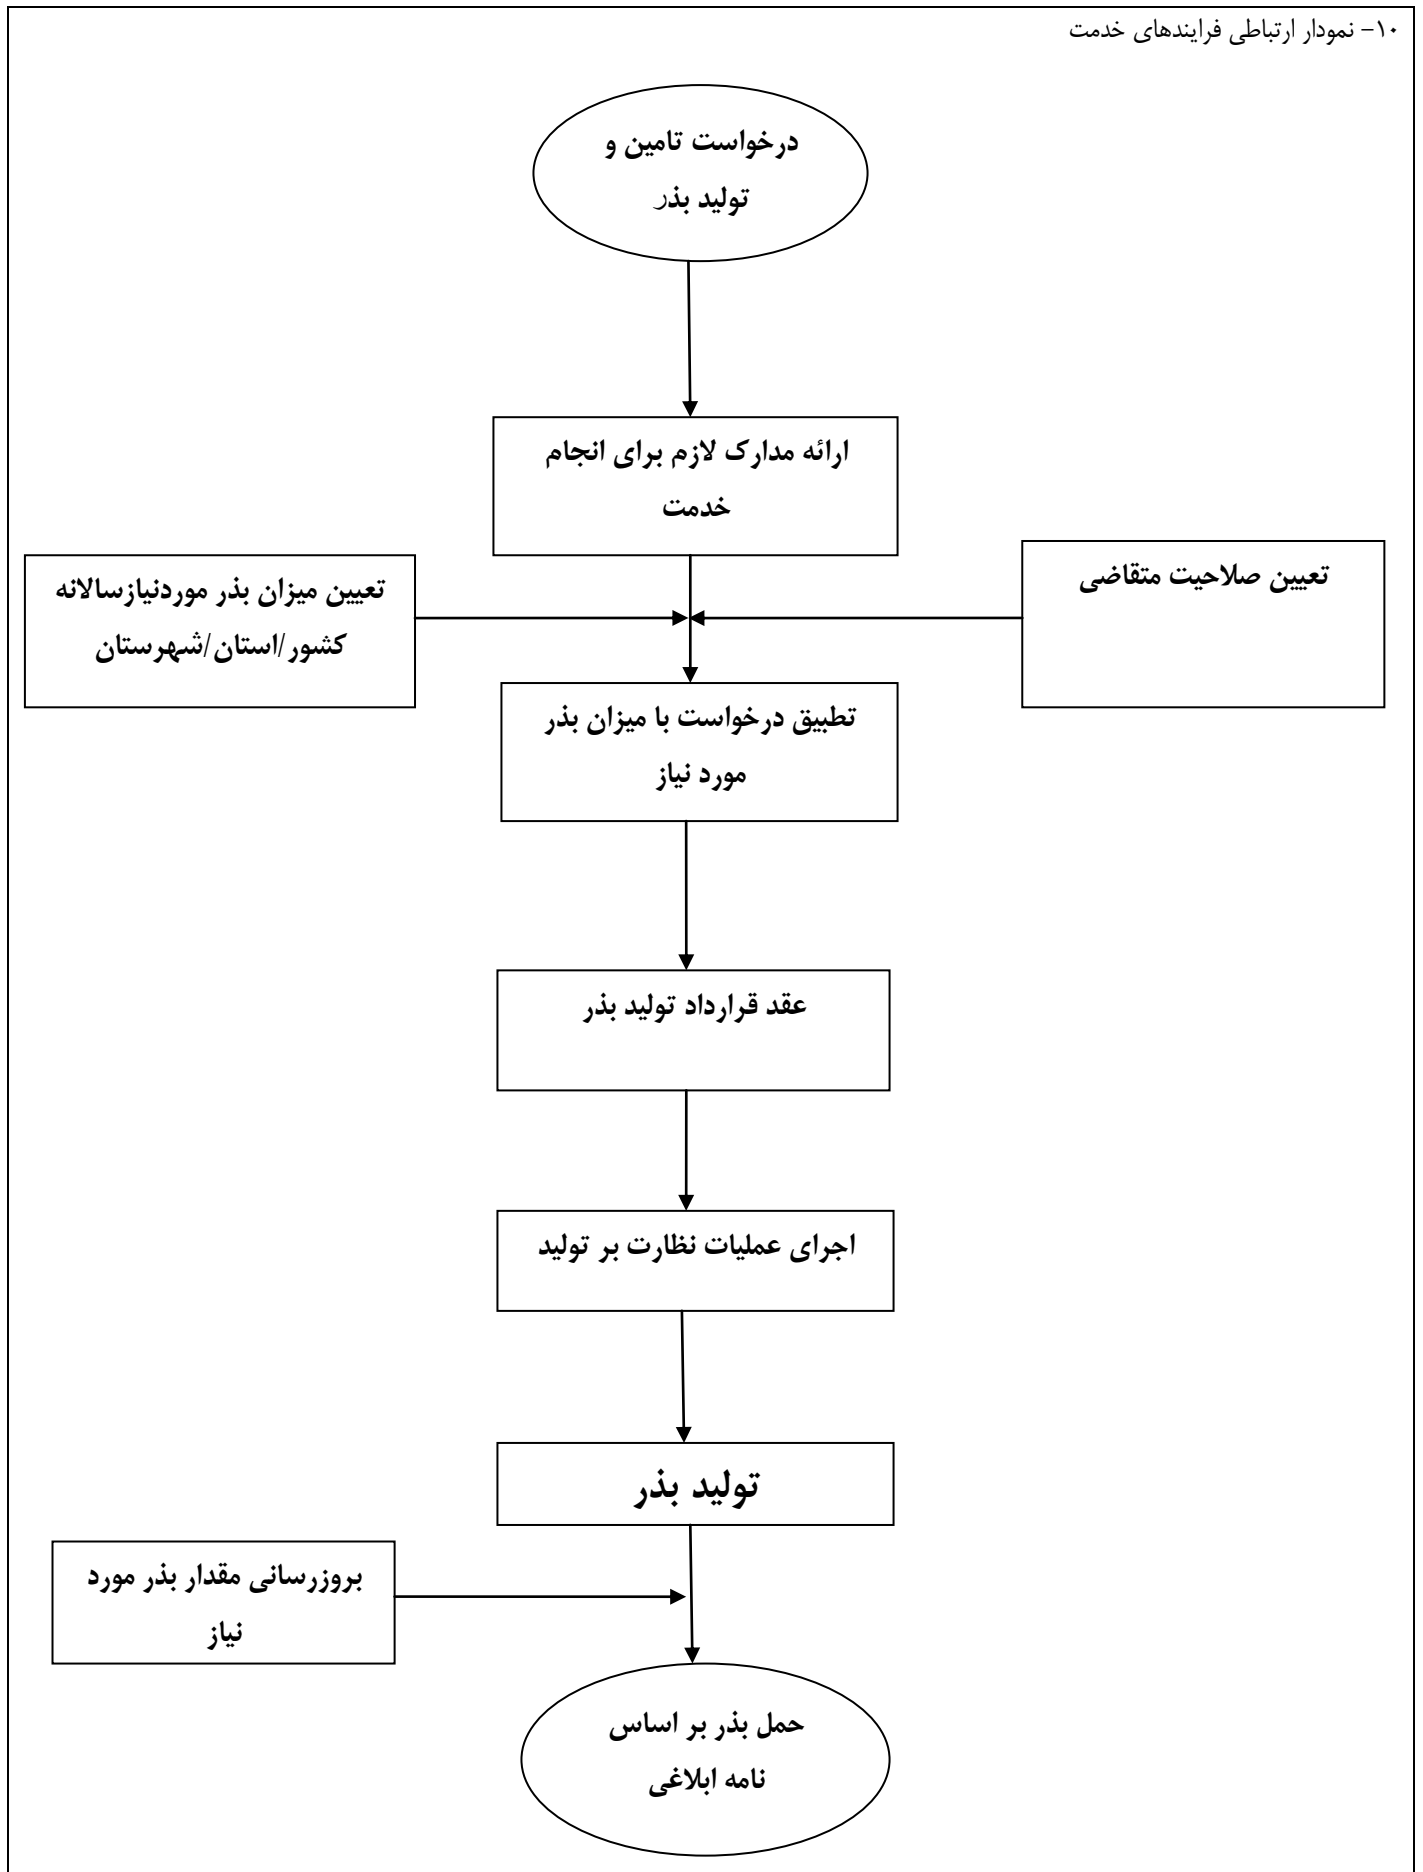 ۱۰- نمودار ارتباطی فرایندهای خدمت
درخواست تامین و
تولید بذر
ارائه مدارک لازم برای انجام
خدمت
تعیین صلاحیت متقاضی
تعیین میزان بذر موردنیازسالانه
کشور/استان/شهرستان
تطبیق درخواست با میزان بذر
مورد نیاز
عقد قرارداد تولید بذر
اجرای عملیات نظارت بر تولید
تولید بذر
بروزرسانی مقدار بذر مورد
نیاز
حمل بذر بر اساس
نامه ابلاغی